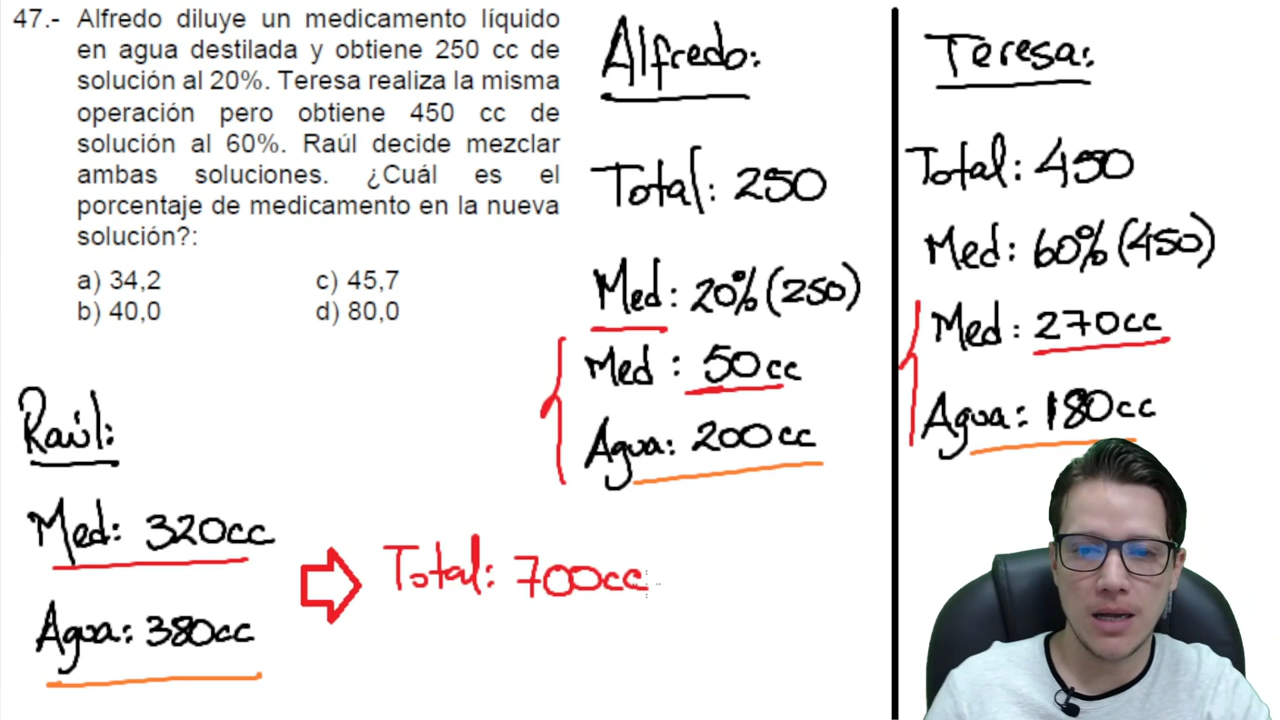 47.- Alfredo diluye un medicamento líquido
en agua destilada y obtiene 250 cc de
solución al 20%. Teresa realiza la misma
operación pero obtiene 450 cc de
solución al 60%. Raúl decide mezclar
ambas soluciones. ¿Cuál es el
porcentaje de medicamento en la nueva
solución?:
a) 34,2 c) 45,7
b) 40,0 d) 80,0
Alfredo:
Total: 250
Med: 20% (250)
Med: 50cc
Agua: 200cc
Teresa:
Total: 450
Med: 60% (450)
Med: 270cc
Agua: 180cc
Raúl:
Med: 320cc
Agua: 380cc
Total: 700cc